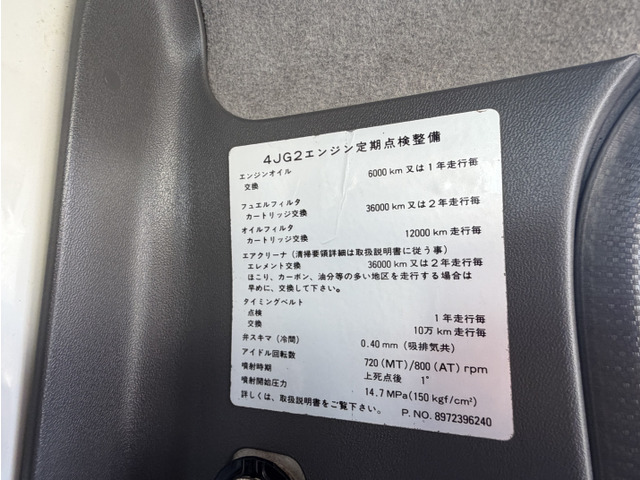 4JG2エンジン定期点検整備
エンジンオイル
交換 6000 km 又は 1 年走行毎
フュエルフィルタ
カートリッジ交換 36000 km 又は 2 年走行毎
オイルフィルタ
カートリッジ交換 12000 km 走行毎
エアクリーナ (清掃要領詳細は取扱説明書に従う事)
エレメント交換 36000 km 又は 2 年走行毎
ほこり、カーボン、油分等の多い地区を走行する場合は
早めに、交換して下さい。
タイミングベルト
点検 1 年走行毎
交換 10万 km 走行毎
弁スキマ (冷間) 0.40 mm (吸排気共)
アイドル回転数 720 (MT) / 800 (AT) rpm
噴射時期 上死点後 1°
噴射開始圧力 14.7 MPa (150 kgf/cm²)
詳しくは、取扱説明書をご覧下さい。 P. NO. 8972396240